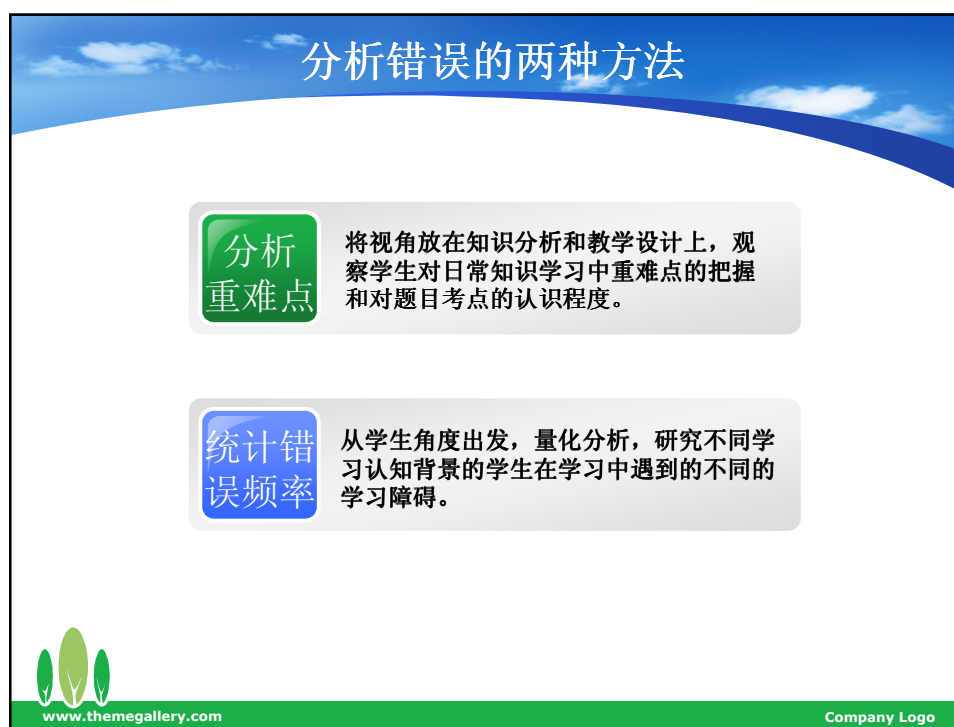 分析错误的两种方法
分析
重难点
将视角放在知识分析和教学设计上，观
察学生对日常知识学习中重难点的把握
和对题目考点的认识程度。
统计错
误频率
从学生角度出发，量化分析，研究不同学
习认知背景的学生在学习中遇到的不同的
学习障碍。
www.themegallery.com
Company Logo